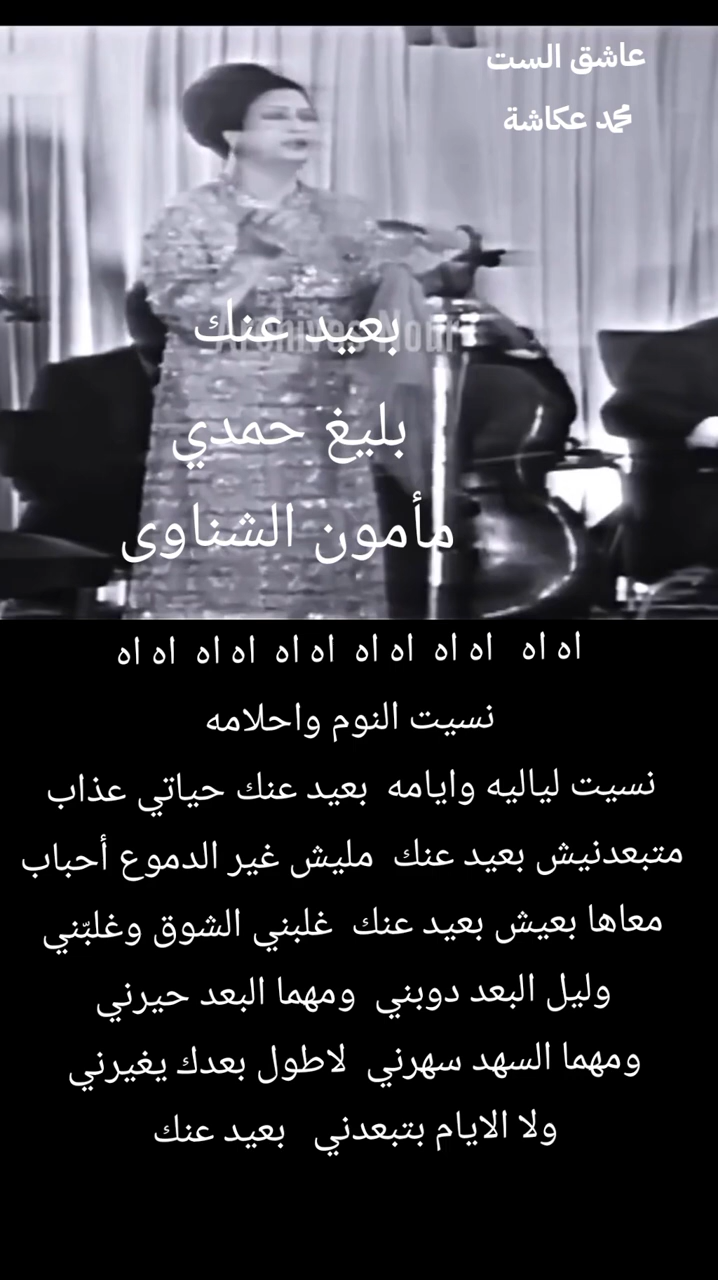 عاشق الست
محمد عكاشة
بعيد عنك
Archives Nour
بليغ حمدي
مأمون الشناوى
اه اه اه اه اه اه اه اه اه اه اه اه
نسيت النوم واحلامه
نسيت لياليه وايامه بعيد عنك حياتي عذاب
متبعدنيش بعيد عنك مليش غير الدموع أحباب
معاها بعيش بعيد عنك غلبني الشوق وغلبّني
وليل البعد دوبني ومهما البعد حيرني
ومهما السهد سهرني لاطول بعدك يغيرني
ولا الايام بتبعدني بعيد عنك